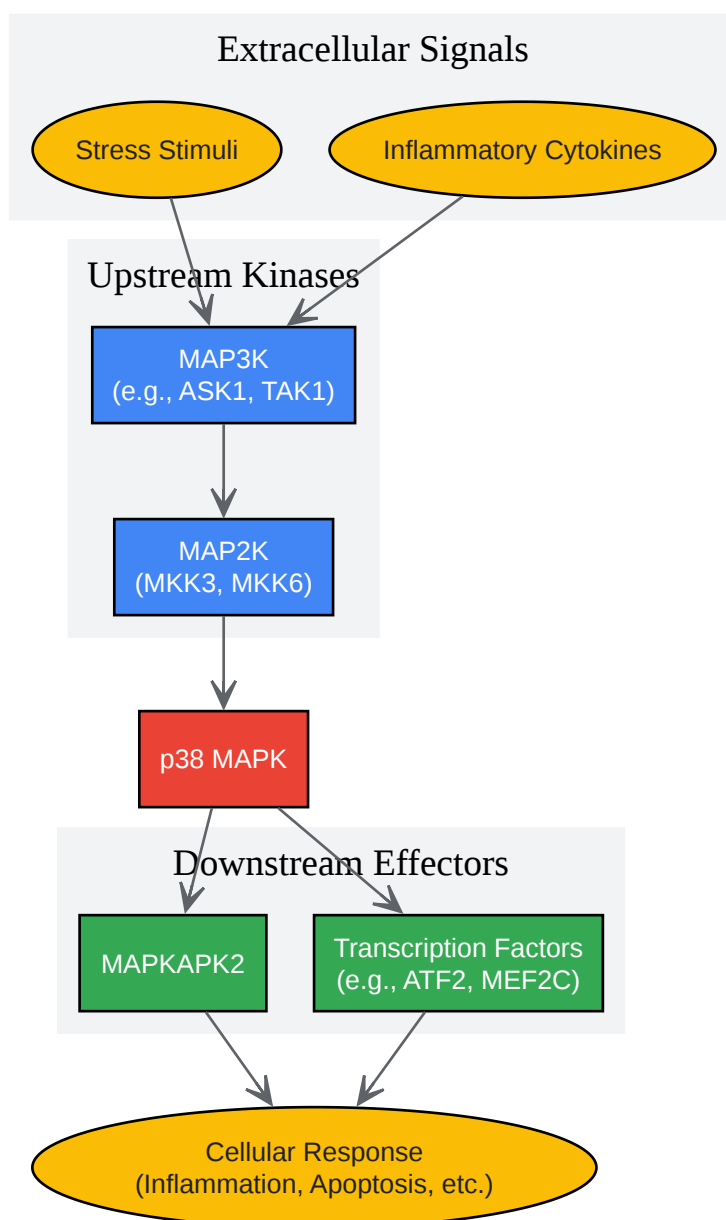 Extracellular Signals
Stress Stimuli
Inflammatory Cytokines
Upstream Kinases
MAP3K
(e.g., ASK1, TAK1)
MAP2K
(MKK3, MKK6)
p38 MAPK
Downstream Effectors
MAPKAPK2
Transcription Factors
(e.g., ATF2, MEF2C)
Cellular Response
(Inflammation, Apoptosis, etc.)